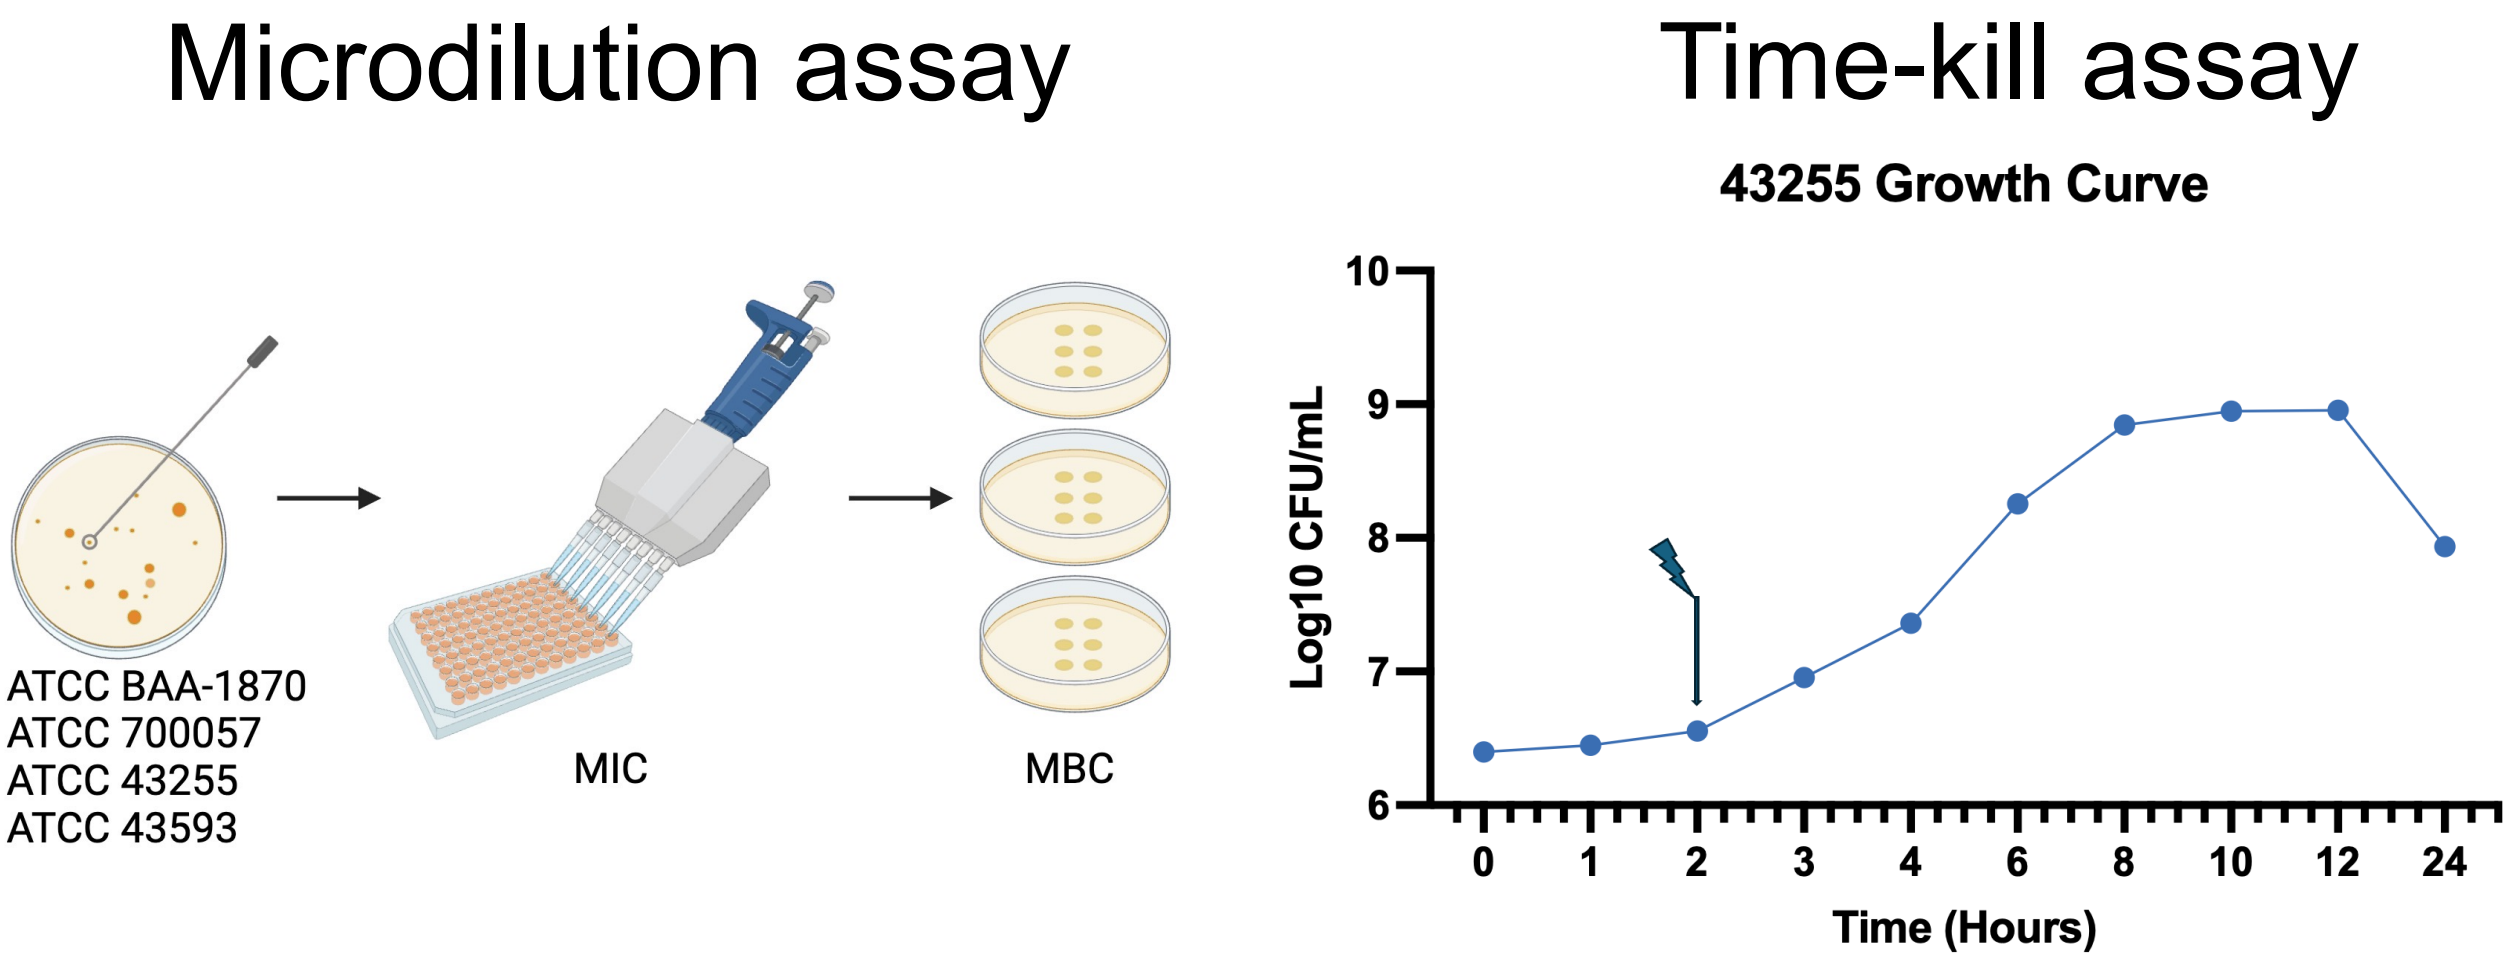 Microdilution assay
ATCC BAA-1870
ATCC 700057
ATCC 43255
ATCC 43593
MIC
MBC
Time-kill assay
43255 Growth Curve
Log10 CFU/mL
10
9
8
7
6
0 1 2 3 4 6 8 10 12 24
Time (Hours)